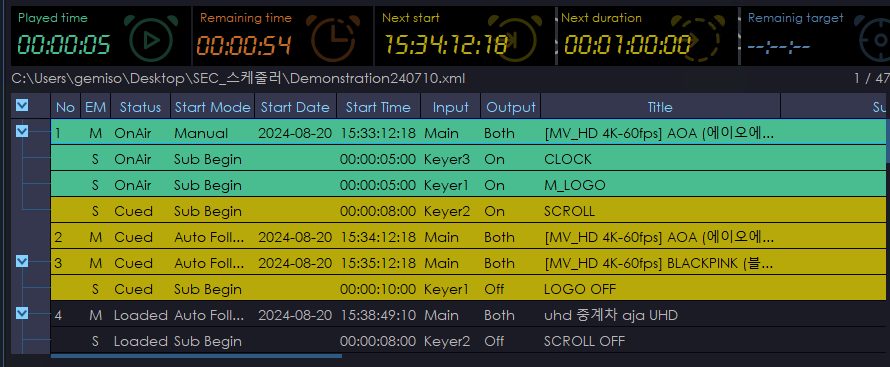 Played time Remaining time Next start Next duration Remaining target
00:00:05 00:00:54 15:34:12:18 00:01:00:00 --:--:--
C:\Users\gemiso\Desktop\SEC_스케줄러\Demonstration240710.xml 1 / 47
No EM Status Start Mode Start Date Start Time Input Output Title Su
1 M OnAir Manual 2024-08-20 15:33:12:18 Main Both [MV_HD 4K-60fps] AOA (에이오에...
S OnAir Sub Begin 00:00:05:00 Keyer3 On CLOCK
S OnAir Sub Begin 00:00:05:00 Keyer1 On M_LOGO
S Cued Sub Begin 00:00:08:00 Keyer2 On SCROLL
2 M Cued Auto Foll... 2024-08-20 15:34:12:18 Main Both [MV_HD 4K-60fps] AOA (에이오에...
3 M Cued Auto Foll... 2024-08-20 15:35:12:18 Main Both [MV_HD 4K-60fps] BLACKPINK (블...
S Cued Sub Begin 00:00:10:00 Keyer1 Off LOGO OFF
4 M Loaded Auto Foll... 2024-08-20 15:38:49:10 Main Both uhd 중계차 aja UHD
S Loaded Sub Begin 00:00:08:00 Keyer2 Off SCROLL OFF